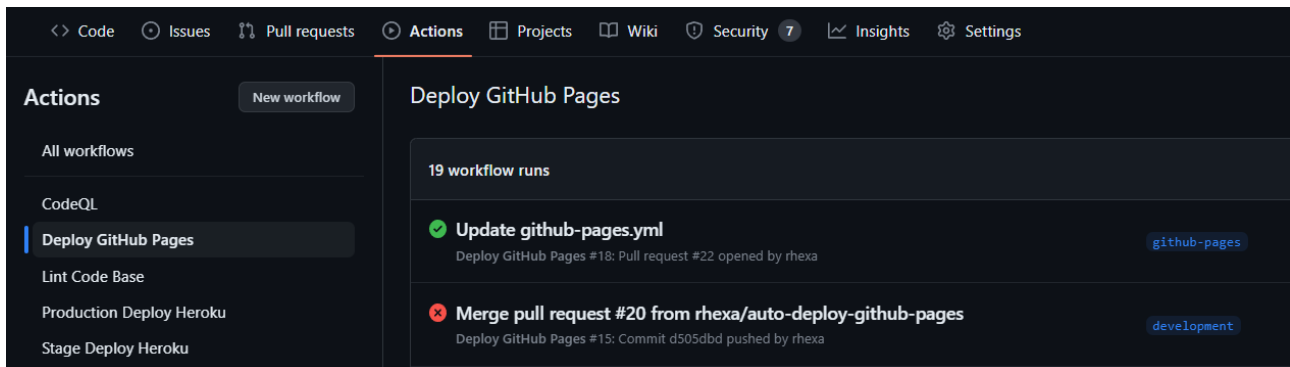 Code Issues Pull requests Actions Projects Wiki Security 7 Insights Settings
Actions
New workflow
All workflows
CodeQL
Deploy GitHub Pages
Lint Code Base
Production Deploy Heroku
Stage Deploy Heroku
Deploy GitHub Pages
19 workflow runs
Update github-pages.yml
Deploy GitHub Pages #18: Pull request #22 opened by rhexa
github-pages
Merge pull request #20 from rhexa/auto-deploy-github-pages
Deploy GitHub Pages #15: Commit d505dbd pushed by rhexa
development